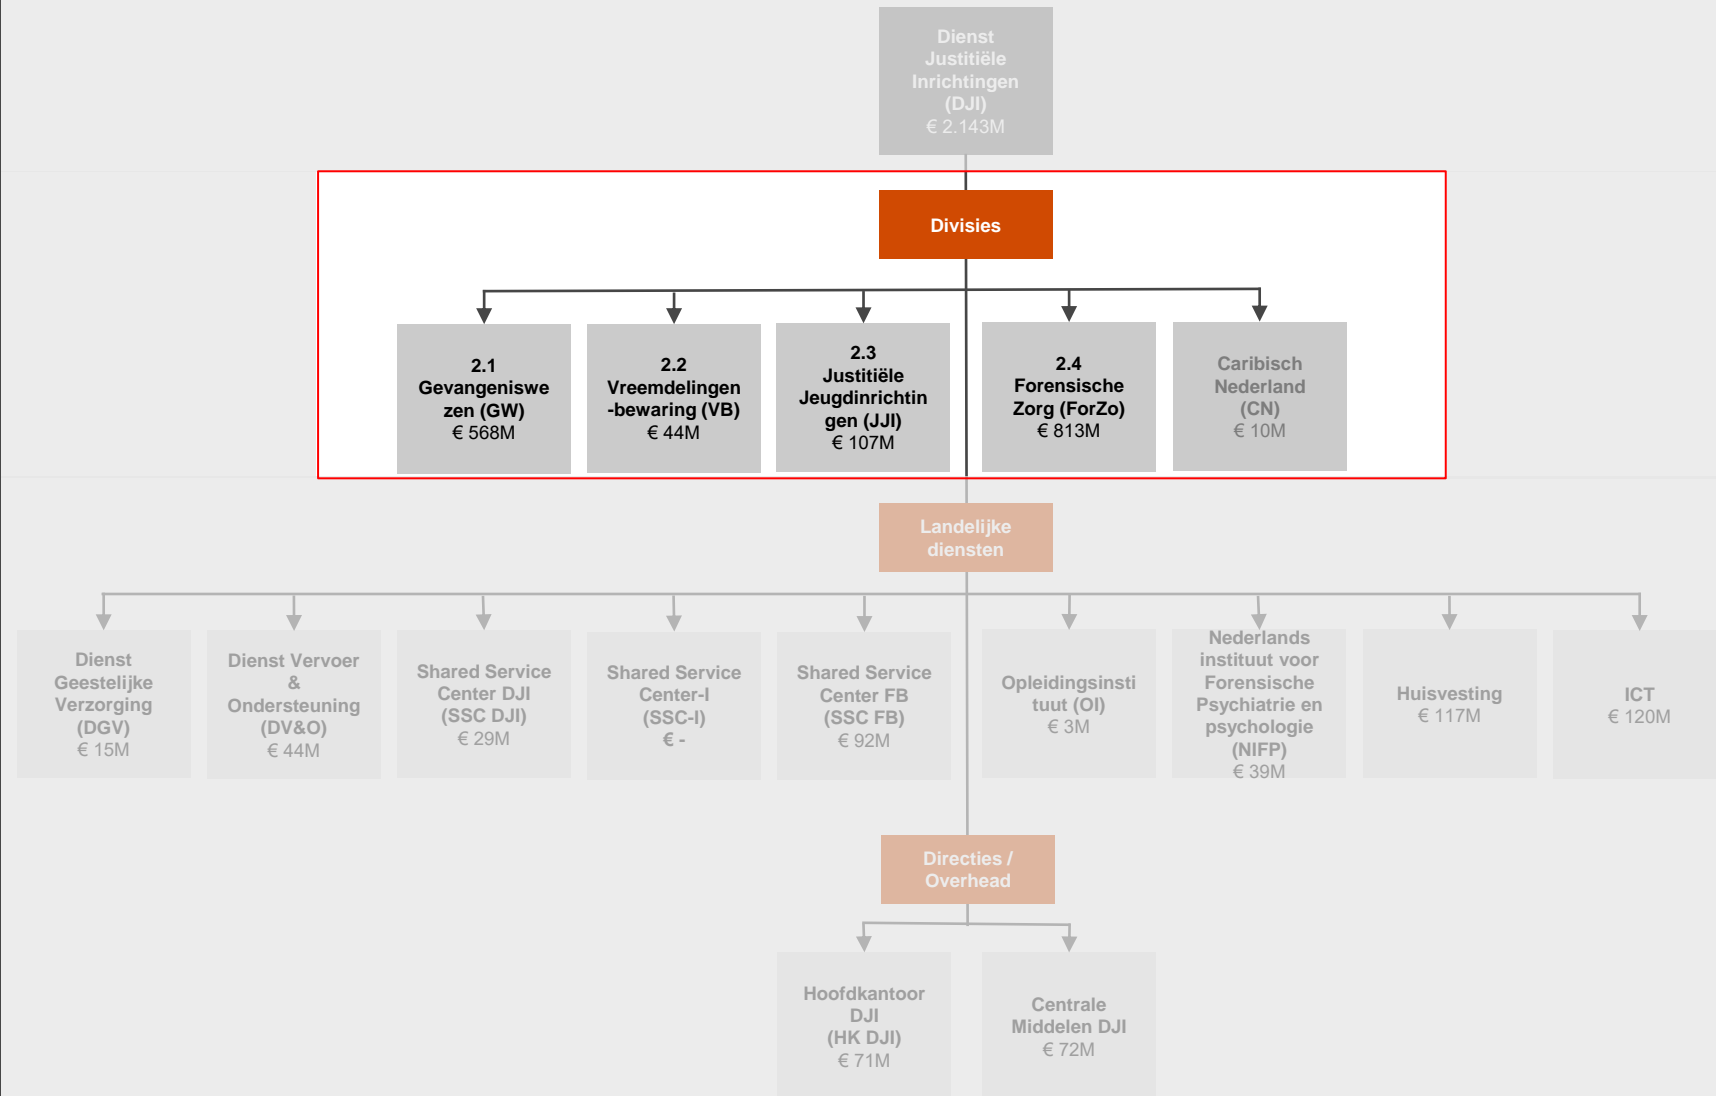 Dienst
Justitiële
Inrichtingen
(DJI)
€ 2.143M
Divisies
2.1
Gevangeniswe
zen (GW)
€ 568M
2.2
Vreemdelingen
-bewaring (VB)
€ 44M
2.3
Justitiële
Jeugdinrichtin
gen (JJI)
€ 107M
2.4
Forensische
Zorg (ForZo)
€ 813M
Caribisch
Nederland
(CN)
€ 10M
Landelijke
diensten
Dienst
Geestelijke
Verzorging
(DGV)
€ 15M
Dienst Vervoer
&
Ondersteuning
(DV&O)
€ 44M
Shared Service
Center DJI
(SSC DJI)
€ 29M
Shared Service
Center-I
(SSC-I)
€ -
Shared Service
Center FB
(SSC FB)
€ 92M
Opleidingsinsti
tuut (OI)
€ 3M
Nederlands
instituut voor
Forensische
Psychiatrie en
psychologie
(NIFP)
€ 39M
Huisvesting
€ 117M
ICT
€ 120M
Directies /
Overhead
Hoofdkantoor
DJI
(HK DJI)
€ 71M
Centrale
Middelen DJI
€ 72M